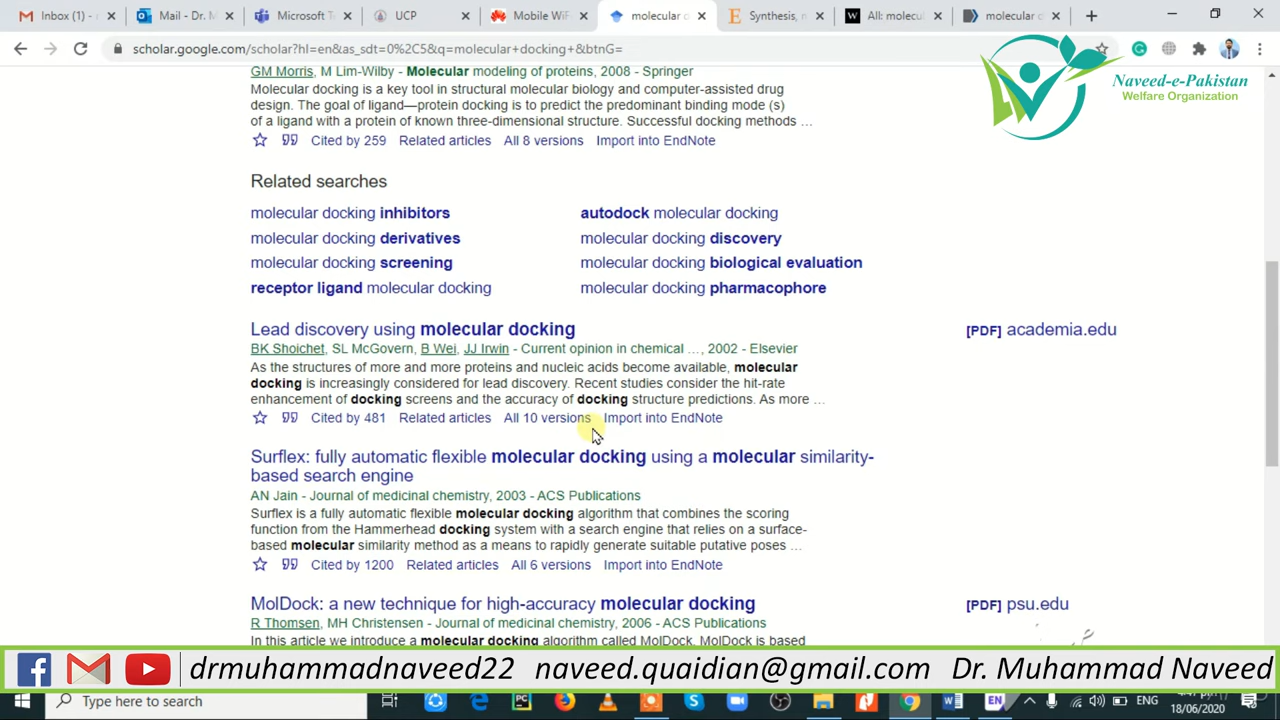 Inbox (1) -
Mail - Dr. M
Microsoft T
UCP
Mobile WiF
molecular d
Synthesis, m
All: molecul
molecular d
scholar.google.com/scholar?hl=en&as_sdt=0%2C5&q=molecular+docking+&btnG=
Naveed-e-Pakistan
Welfare Organization
GM Morris, M Lim-Wilby - Molecular modeling of proteins, 2008 - Springer
Molecular docking is a key tool in structural molecular biology and computer-assisted drug
design. The goal of ligand—protein docking is to predict the predominant binding mode (s)
of a ligand with a protein of known three-dimensional structure. Successful docking methods ...
Cited by 259 Related articles All 8 versions Import into EndNote
Related searches
molecular docking inhibitors
autodock molecular docking
molecular docking derivatives
molecular docking discovery
molecular docking screening
molecular docking biological evaluation
receptor ligand molecular docking
molecular docking pharmacophore
Lead discovery using molecular docking
[PDF] academia.edu
BK Shoichet, SL McGovern, B Wei, JJ Irwin - Current opinion in chemical ..., 2002 - Elsevier
As the structures of more and more proteins and nucleic acids become available, molecular
docking is increasingly considered for lead discovery. Recent studies consider the hit-rate
enhancement of docking screens and the accuracy of docking structure predictions. As more ...
Cited by 481 Related articles All 10 versions Import into EndNote
Surflex: fully automatic flexible molecular docking using a molecular similarity-
based search engine
AN Jain - Journal of medicinal chemistry, 2003 - ACS Publications
Surflex is a fully automatic flexible molecular docking algorithm that combines the scoring
function from the Hammerhead docking system with a search engine that relies on a surface-
based molecular similarity method as a means to rapidly generate suitable putative poses ...
Cited by 1200 Related articles All 6 versions Import into EndNote
MolDock: a new technique for high-accuracy molecular docking
[PDF] psu.edu
R Thomsen, MH Christensen - Journal of medicinal chemistry, 2006 - ACS Publications
In this article we introduce a molecular docking algorithm called MolDock. MolDock is based
drmuhammadnaveed22 naveed.quaidian@gmail.com Dr. Muhammad Naveed
Type here to search
ENG
18/06/2020